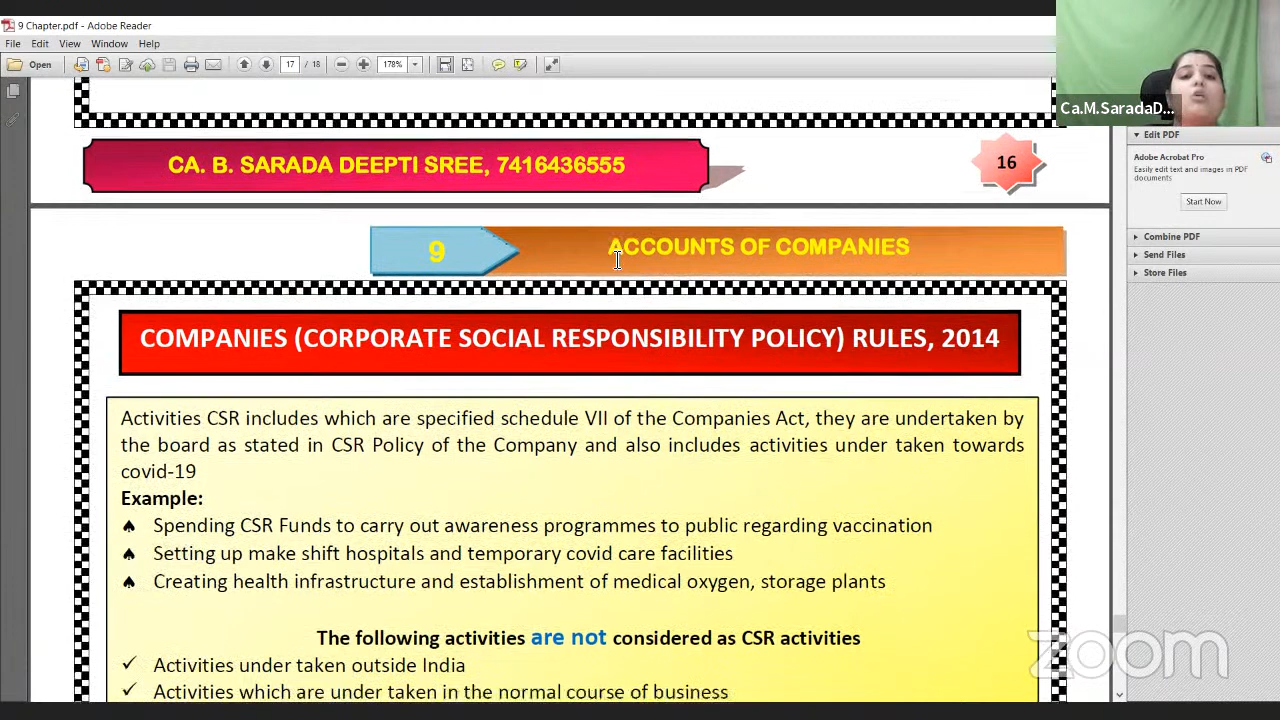 9 Chapter.pdf - Adobe Reader
File Edit View Window Help
Open 17 / 18 178%
Ca.M.SaradaD...
Edit PDF
Adobe Acrobat Pro
Easily edit text and images in PDF
documents
Start Now
Combine PDF
Send Files
Store Files
CA. B. SARADA DEEPTI SREE, 7416436555
16
9
ACCOUNTS OF COMPANIES
COMPANIES (CORPORATE SOCIAL RESPONSIBILITY POLICY) RULES, 2014
Activities CSR includes which are specified schedule VII of the Companies Act, they are undertaken by
the board as stated in CSR Policy of the Company and also includes activities under taken towards
covid-19
Example:
♠ Spending CSR Funds to carry out awareness programmes to public regarding vaccination
♠ Setting up make shift hospitals and temporary covid care facilities
♠ Creating health infrastructure and establishment of medical oxygen, storage plants
The following activities are not considered as CSR activities
✓ Activities under taken outside India
✓ Activities which are under taken in the normal course of business
zoom